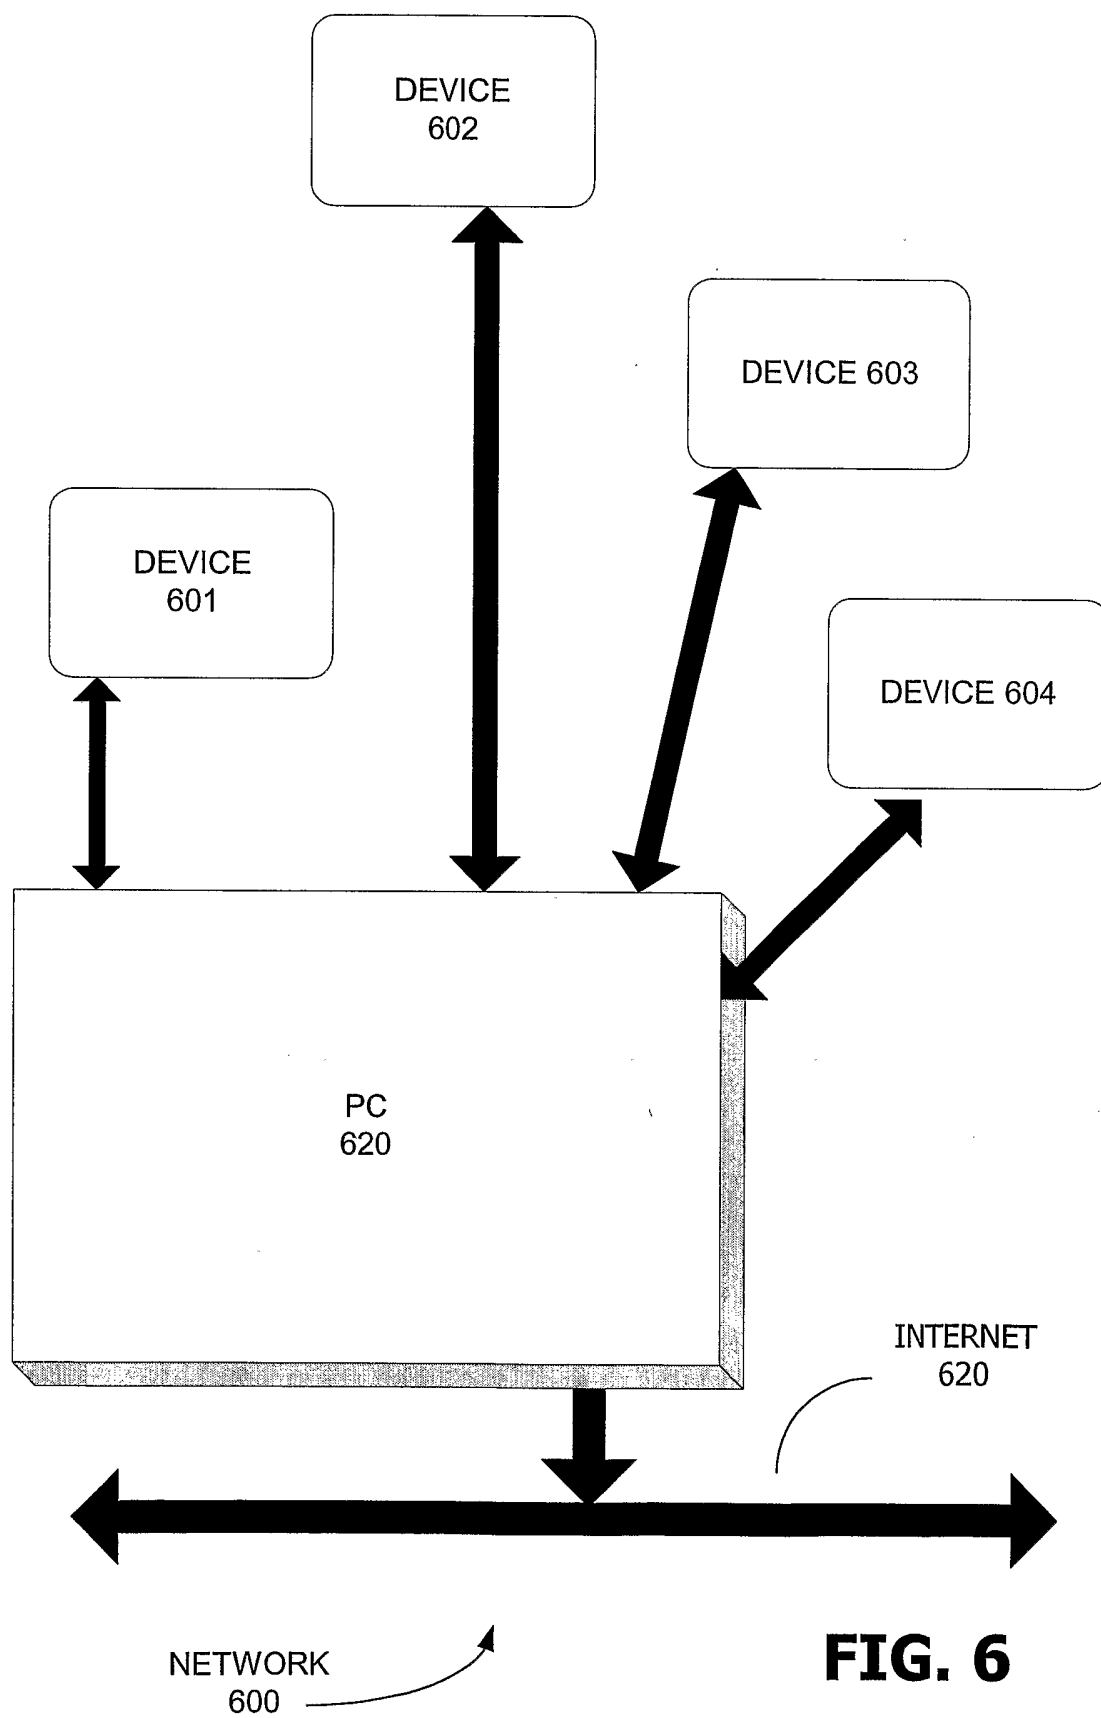 DEVICE
602
DEVICE 603
DEVICE
601
DEVICE 604
PC
620
INTERNET
620
NETWORK
600
FIG. 6